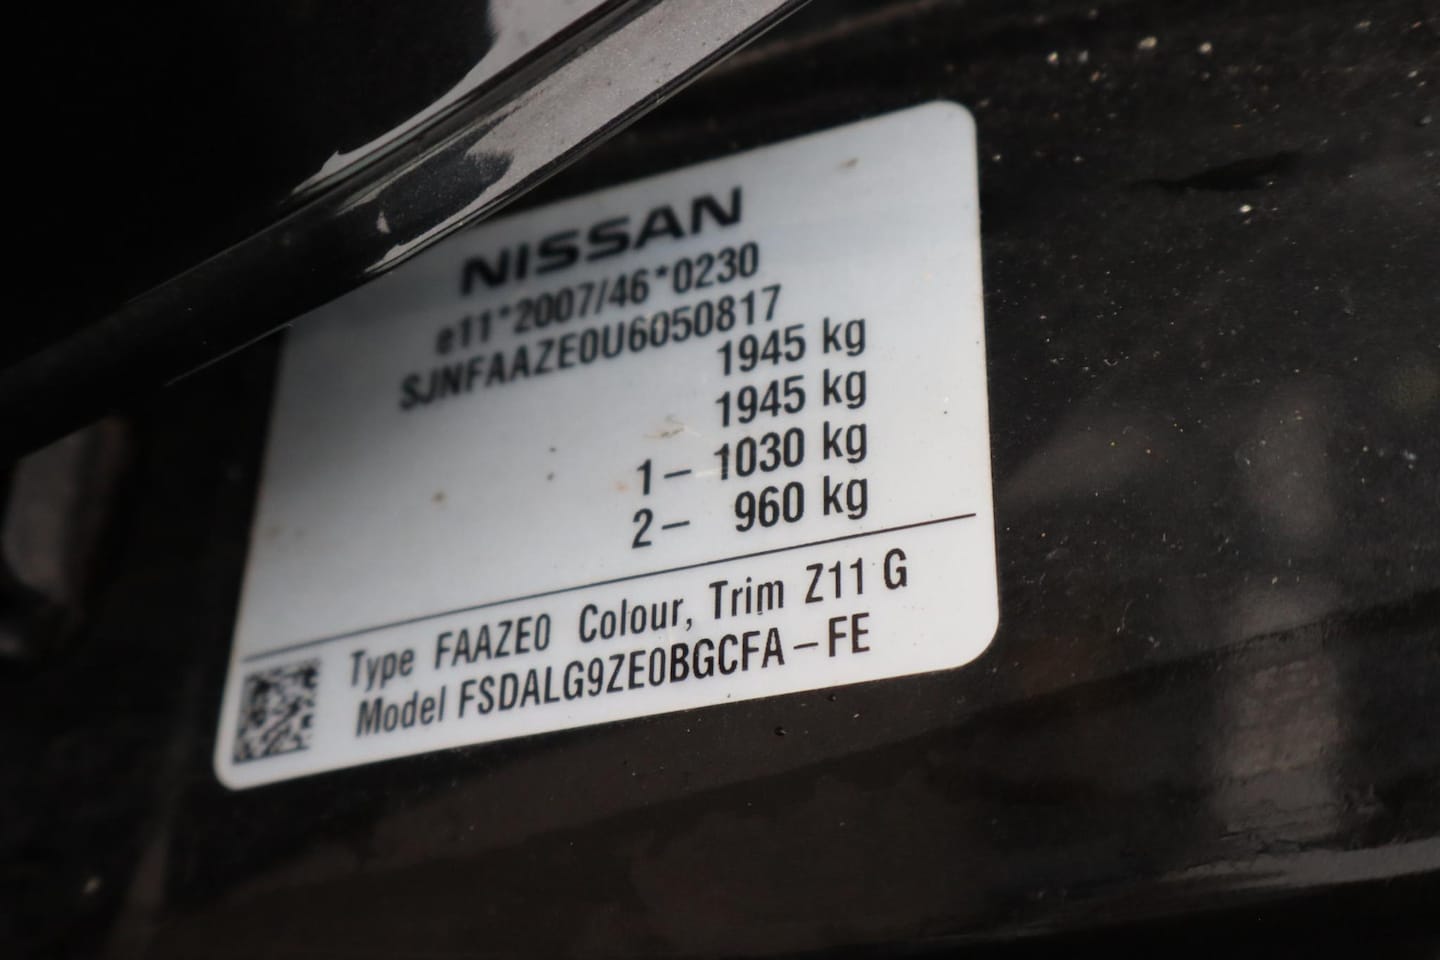 NISSAN
e11*2007/46*0230
SJNFAAZE0U6050817
1945 kg
1945 kg
1 – 1030 kg
2 – 960 kg
Type FAAZE0 Colour, Trim Z11 G
Model FSDALG9ZE0BGCFA – FE